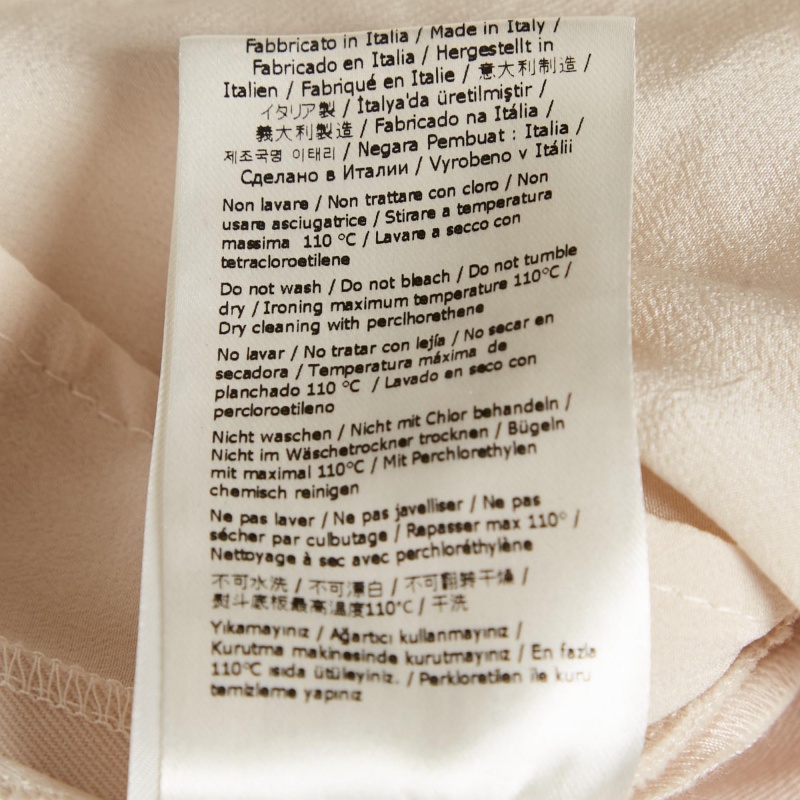 Fabbricato in Italia / Made in Italy /
Fabricado en Italia / Hergestellt in
Italien / Fabriqué en Italie / 意大利制造 /
イタリア製 / İtalya'da üretilmiştir /
義大利製造 / Fabricado na Itália /
제조국명 이태리 / Negara Pembuat : Italia /
Сделано в Италии / Vyrobeno v Itálii
Non lavare / Non trattare con cloro / Non
usare asciugatrice / Stirare a temperatura
massima 110 °C / Lavare a secco con
tetracloroetilene
Do not wash / Do not bleach / Do not tumble
dry / Ironing maximum temperature 110°C /
Dry cleaning with perclhorethene
No lavar / No tratar con lejía / No secar en
secadora / Temperatura máxima de
planchado 110 °C / Lavado en seco con
percloroetileno
Nicht waschen / Nicht mit Chlor behandeln /
Nicht im Wäschetrockner trocknen / Bügeln
mit maximal 110°C / Mit Perchlorethylen
chemisch reinigen
Ne pas laver / Ne pas javelliser / Ne pas
sécher par culbutage / Repasser max 110° /
Nettoyage à sec avec perchloréthylène
不可水洗 / 不可漂白 / 不可翻转干燥 /
熨斗底板最高温度110°C / 干洗
Yıkamayınız / Ağartıcı kullanmayınız /
Kurutma makinesinde kurutmayınız / En fazla
110°C ısıda ütüleyiniz. / Perkloretilen ile kuru
temizleme yapınız